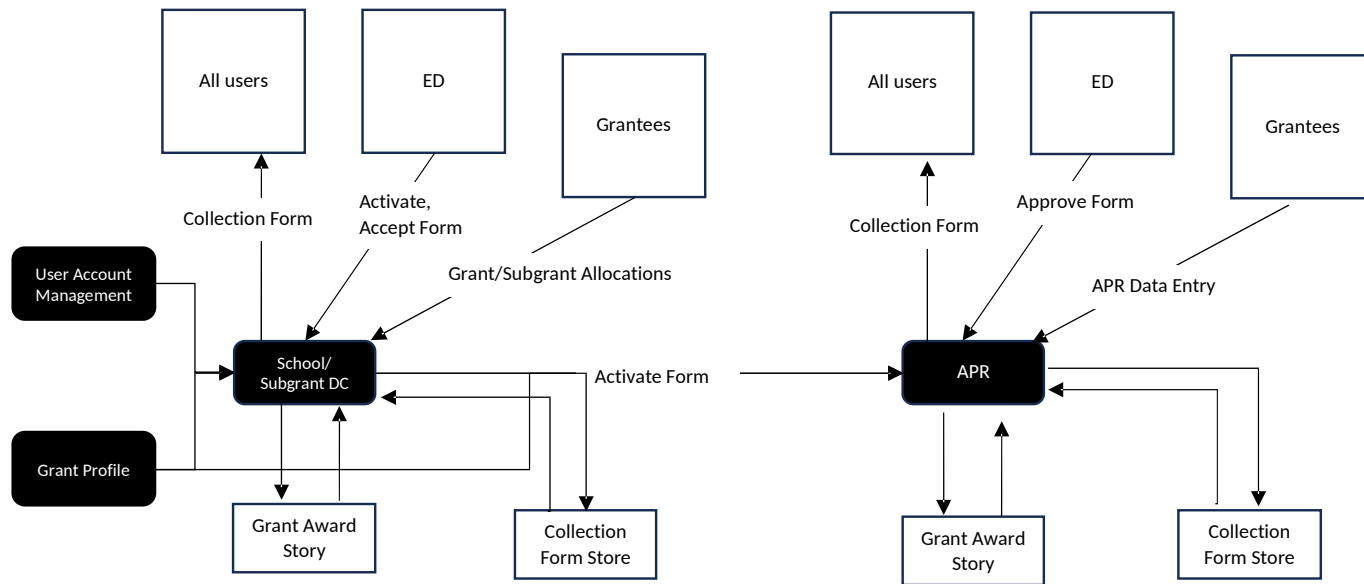 All users
ED
Grantees
All users
ED
Grantees
Collection Form
Activate,
Accept Form
Grant/Subgrant Allocations
Collection Form
Approve Form
APR Data Entry
User Account
Management
School/
Subgrant DC
Activate Form
APR
Grant Profile
Grant Award
Story
Collection
Form Store
Grant Award
Story
Collection
Form Store